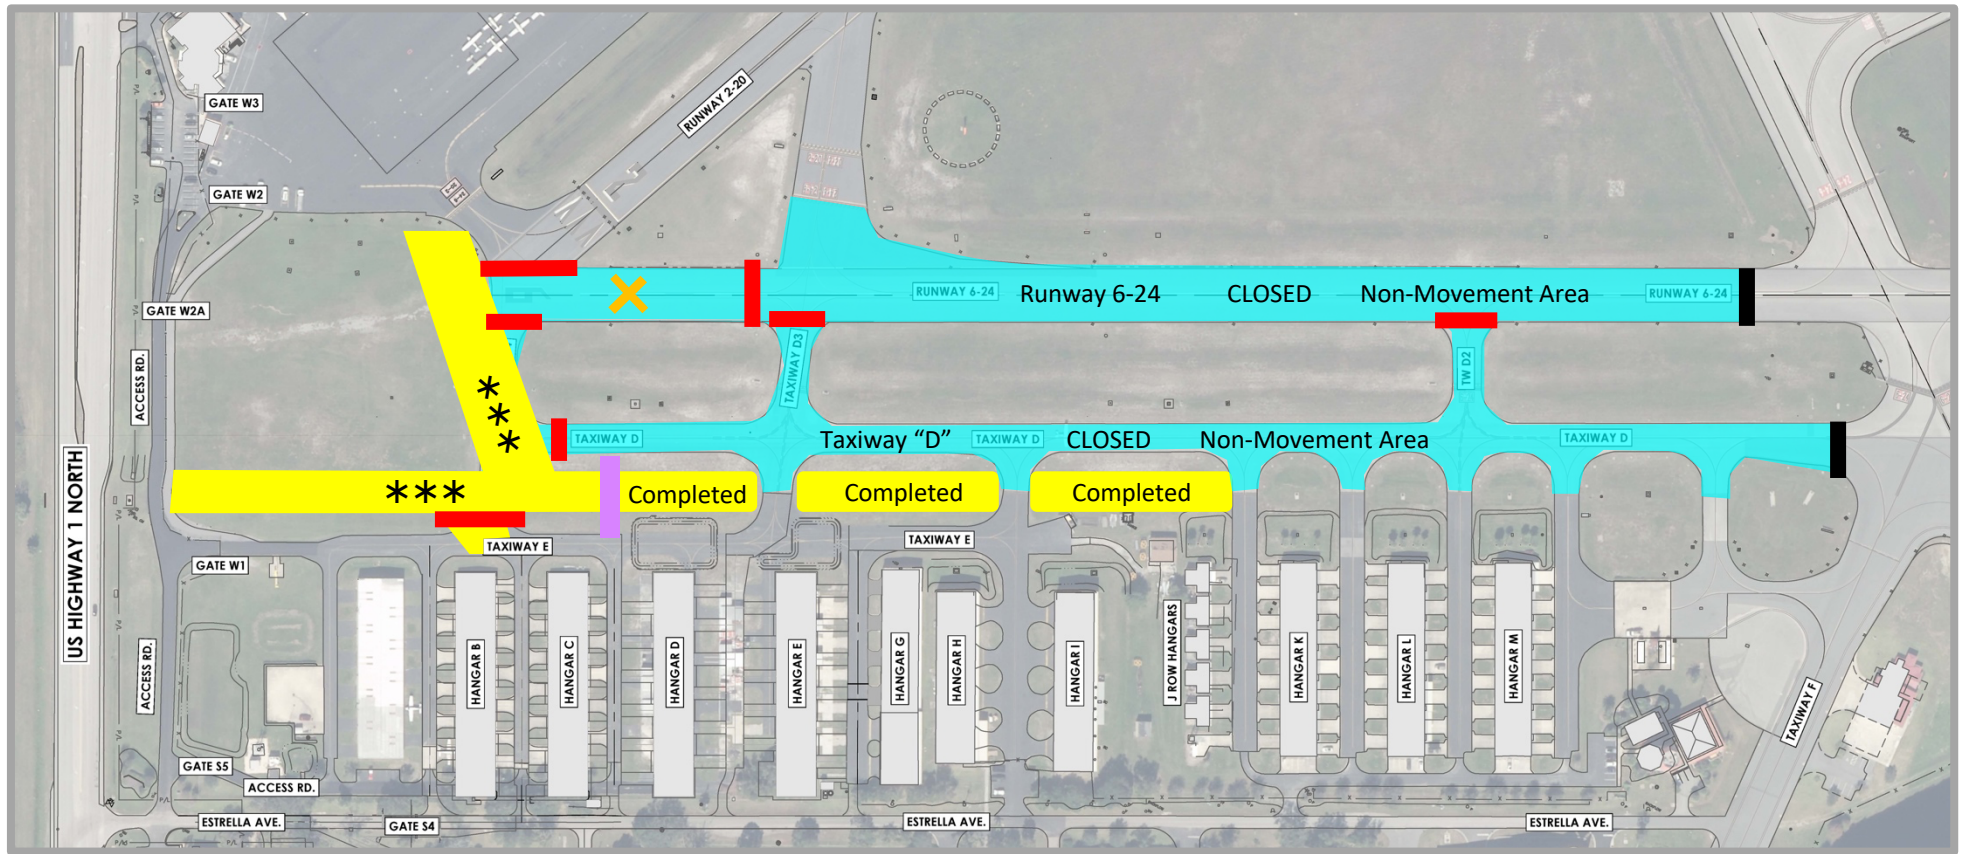 GATE W3
RUNWAY 2-20
GATE W2
GATE W2A
ACCESS RD.
US HIGHWAY 1 NORTH
RUNWAY 6-24
Runway 6-24 CLOSED Non-Movement Area
RUNWAY 6-24
TAXIWAY D3
TW D2
***
TAXIWAY D
Taxiway “D”
TAXIWAY D
CLOSED Non-Movement Area
TAXIWAY D
***
Completed
Completed
Completed
TAXIWAY E
TAXIWAY E
GATE W1
ACCESS RD.
HANGAR B
HANGAR C
HANGAR D
HANGAR E
HANGAR G
HANGAR H
HANGAR I
J ROW HANGARS
HANGAR K
HANGAR L
HANGAR M
TAXIWAY F
GATE S5
ACCESS RD.
ESTRELLA AVE.
GATE S4
ESTRELLA AVE.
ESTRELLA AVE.